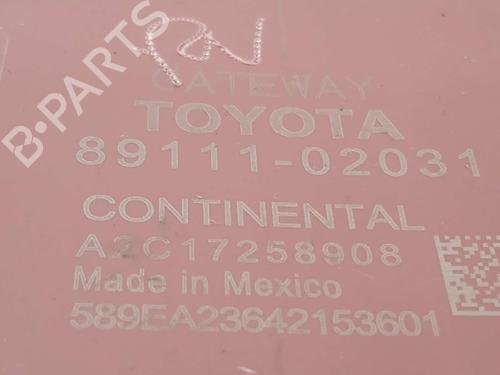 B-PARTS
GATEWAY
TOYOTA
89111-02031
CONTINENTAL
A2C17258908
Made in Mexico
589EA23642153601